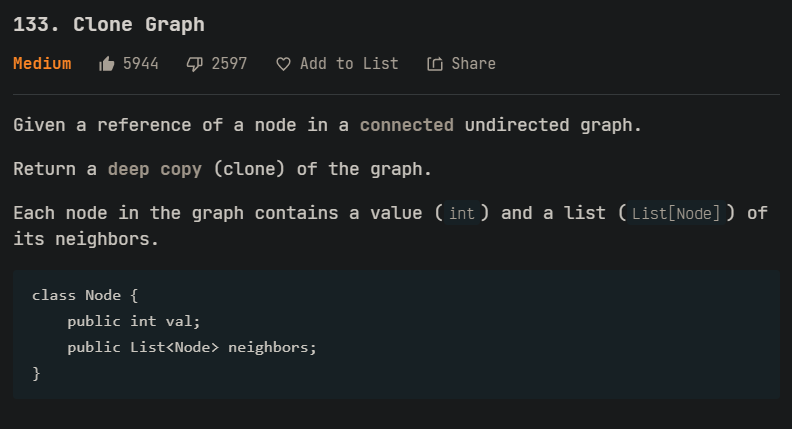 133. Clone Graph
Medium 5944 2597 Add to List Share
Given a reference of a node in a connected undirected graph.
Return a deep copy (clone) of the graph.
Each node in the graph contains a value (int) and a list (List[Node]) of
its neighbors.
class Node {
    public int val;
    public List<Node> neighbors;
}